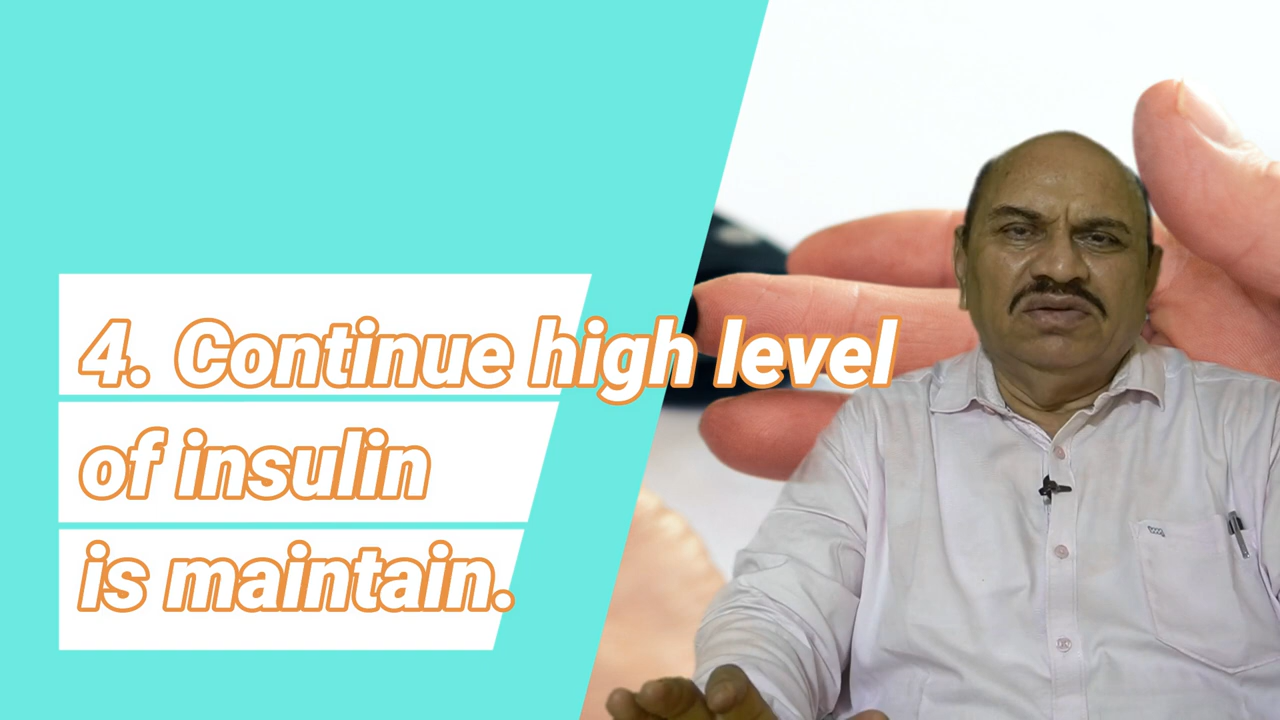 4. Continue high level
of insulin
is maintain.